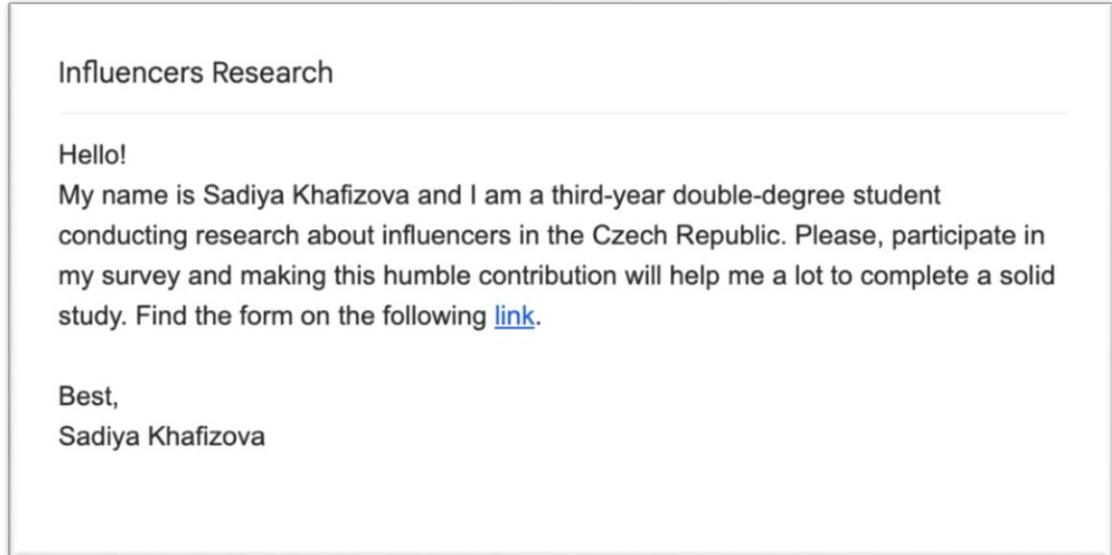 Influencers Research
Hello!
My name is Sadiya Khafizova and I am a third-year double-degree student
conducting research about influencers in the Czech Republic. Please, participate in
my survey and making this humble contribution will help me a lot to complete a solid
study. Find the form on the following link.
Best,
Sadiya Khafizova